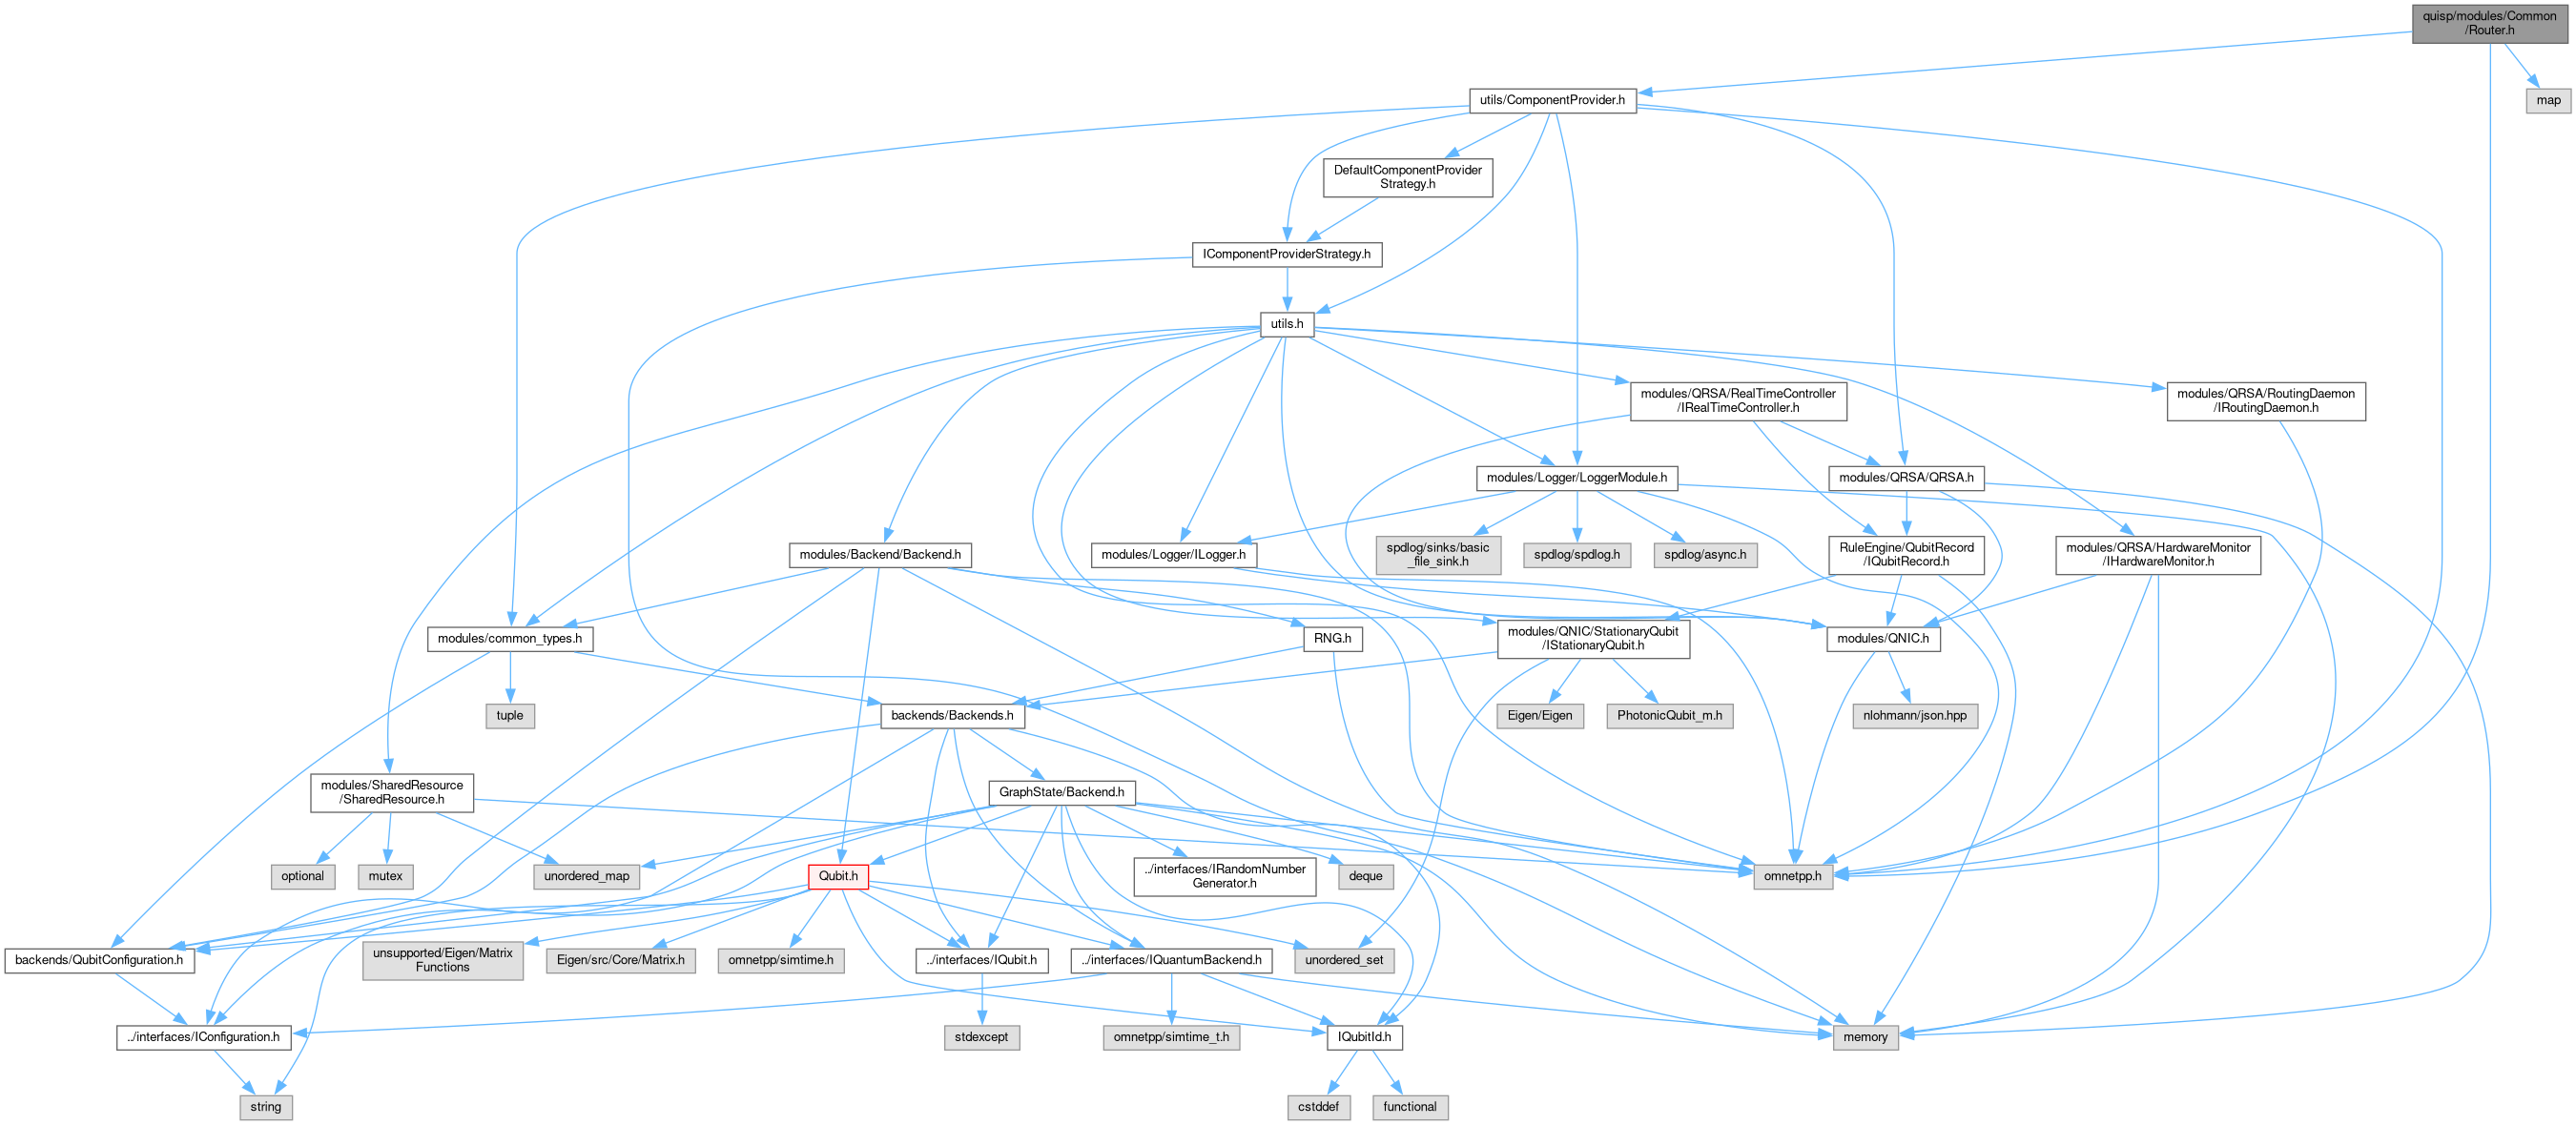 quisp/modules/Common
/Router.h
utils/ComponentProvider.h
map
DefaultComponentProvider
Strategy.h
IComponentProviderStrategy.h
utils.h
modules/QRSA/RealTimeController
/IRealTimeController.h
modules/QRSA/RoutingDaemon
/IRoutingDaemon.h
modules/Logger/LoggerModule.h
modules/QRSA/QRSA.h
modules/Backend/Backend.h
modules/Logger/ILogger.h
spdlog/sinks/basic
_file_sink.h
spdlog/spdlog.h
spdlog/async.h
RuleEngine/QubitRecord
/IQubitRecord.h
modules/QRSA/HardwareMonitor
/IHardwareMonitor.h
modules/common_types.h
RNG.h
modules/QNIC/StationaryQubit
/IStationaryQubit.h
modules/QNIC.h
tuple
backends/Backends.h
Eigen/Eigen
PhotonicQubit_m.h
nlohmann/json.hpp
modules/SharedResource
/SharedResource.h
GraphState/Backend.h
optional
mutex
unordered_map
Qubit.h
../interfaces/IRandomNumber
Generator.h
deque
omnetpp.h
backends/QubitConfiguration.h
unsupported/Eigen/Matrix
Functions
Eigen/src/Core/Matrix.h
omnetpp/simtime.h
../interfaces/IQubit.h
../interfaces/IQuantumBackend.h
unordered_set
../interfaces/IConfiguration.h
stdexcept
omnetpp/simtime_t.h
IQubitId.h
memory
string
cstddef
functional